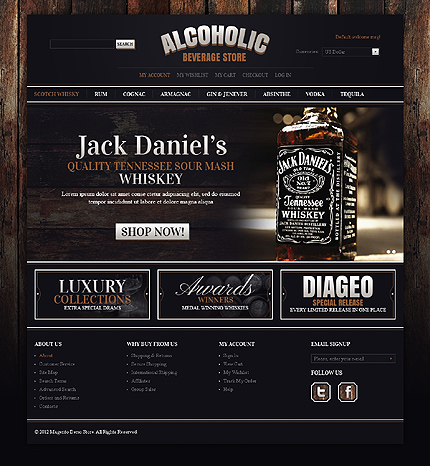 SEARCH
ALCOHOLIC
BEVERAGE STORE
Default welcome msg!
Currencies: US Dollar
MY ACCOUNT MY WISHLIST MY CART CHECKOUT LOG IN
SCOTCH WHISKY RUM COGNAC ARMAGNAC GIN & JENEVER ABSINTHE VODKA TEQUILA
Jack Daniel's
QUALITY TENNESSEE SOUR MASH
WHISKEY
Lorem ipsum dolor sit amet conse ctetur adipisicing elit, sed do eiusmod
tempor incididunt ut labore et dolore magna aliqua
SHOP NOW!
JACK DANIEL'S
OLD TIME
Old
No.7
Tennessee
SOUR MASH
WHISKEY
LUXURY
COLLECTIONS
EXTRA SPECIAL DRAMS
Awards
WINNERS
MEDAL WINNING WHISKIES
DIAGEO
SPECIAL RELEASE
EVERY LIMITED RELEASE IN ONE PLACE
ABOUT US
About
Customer Service
Site Map
Search Terms
Advanced Search
Orders and Returns
Contacts
WHY BUY FROM US
Shipping & Returns
Secure Shopping
International Shipping
Affiliates
Group Sales
MY ACCOUNT
Sign In
View Cart
My Wishlist
Track My Order
Help
EMAIL SIGNUP
Please, enter your e-mail
FOLLOW US
© 2012 Magento Demo Store. All Rights Reserved.